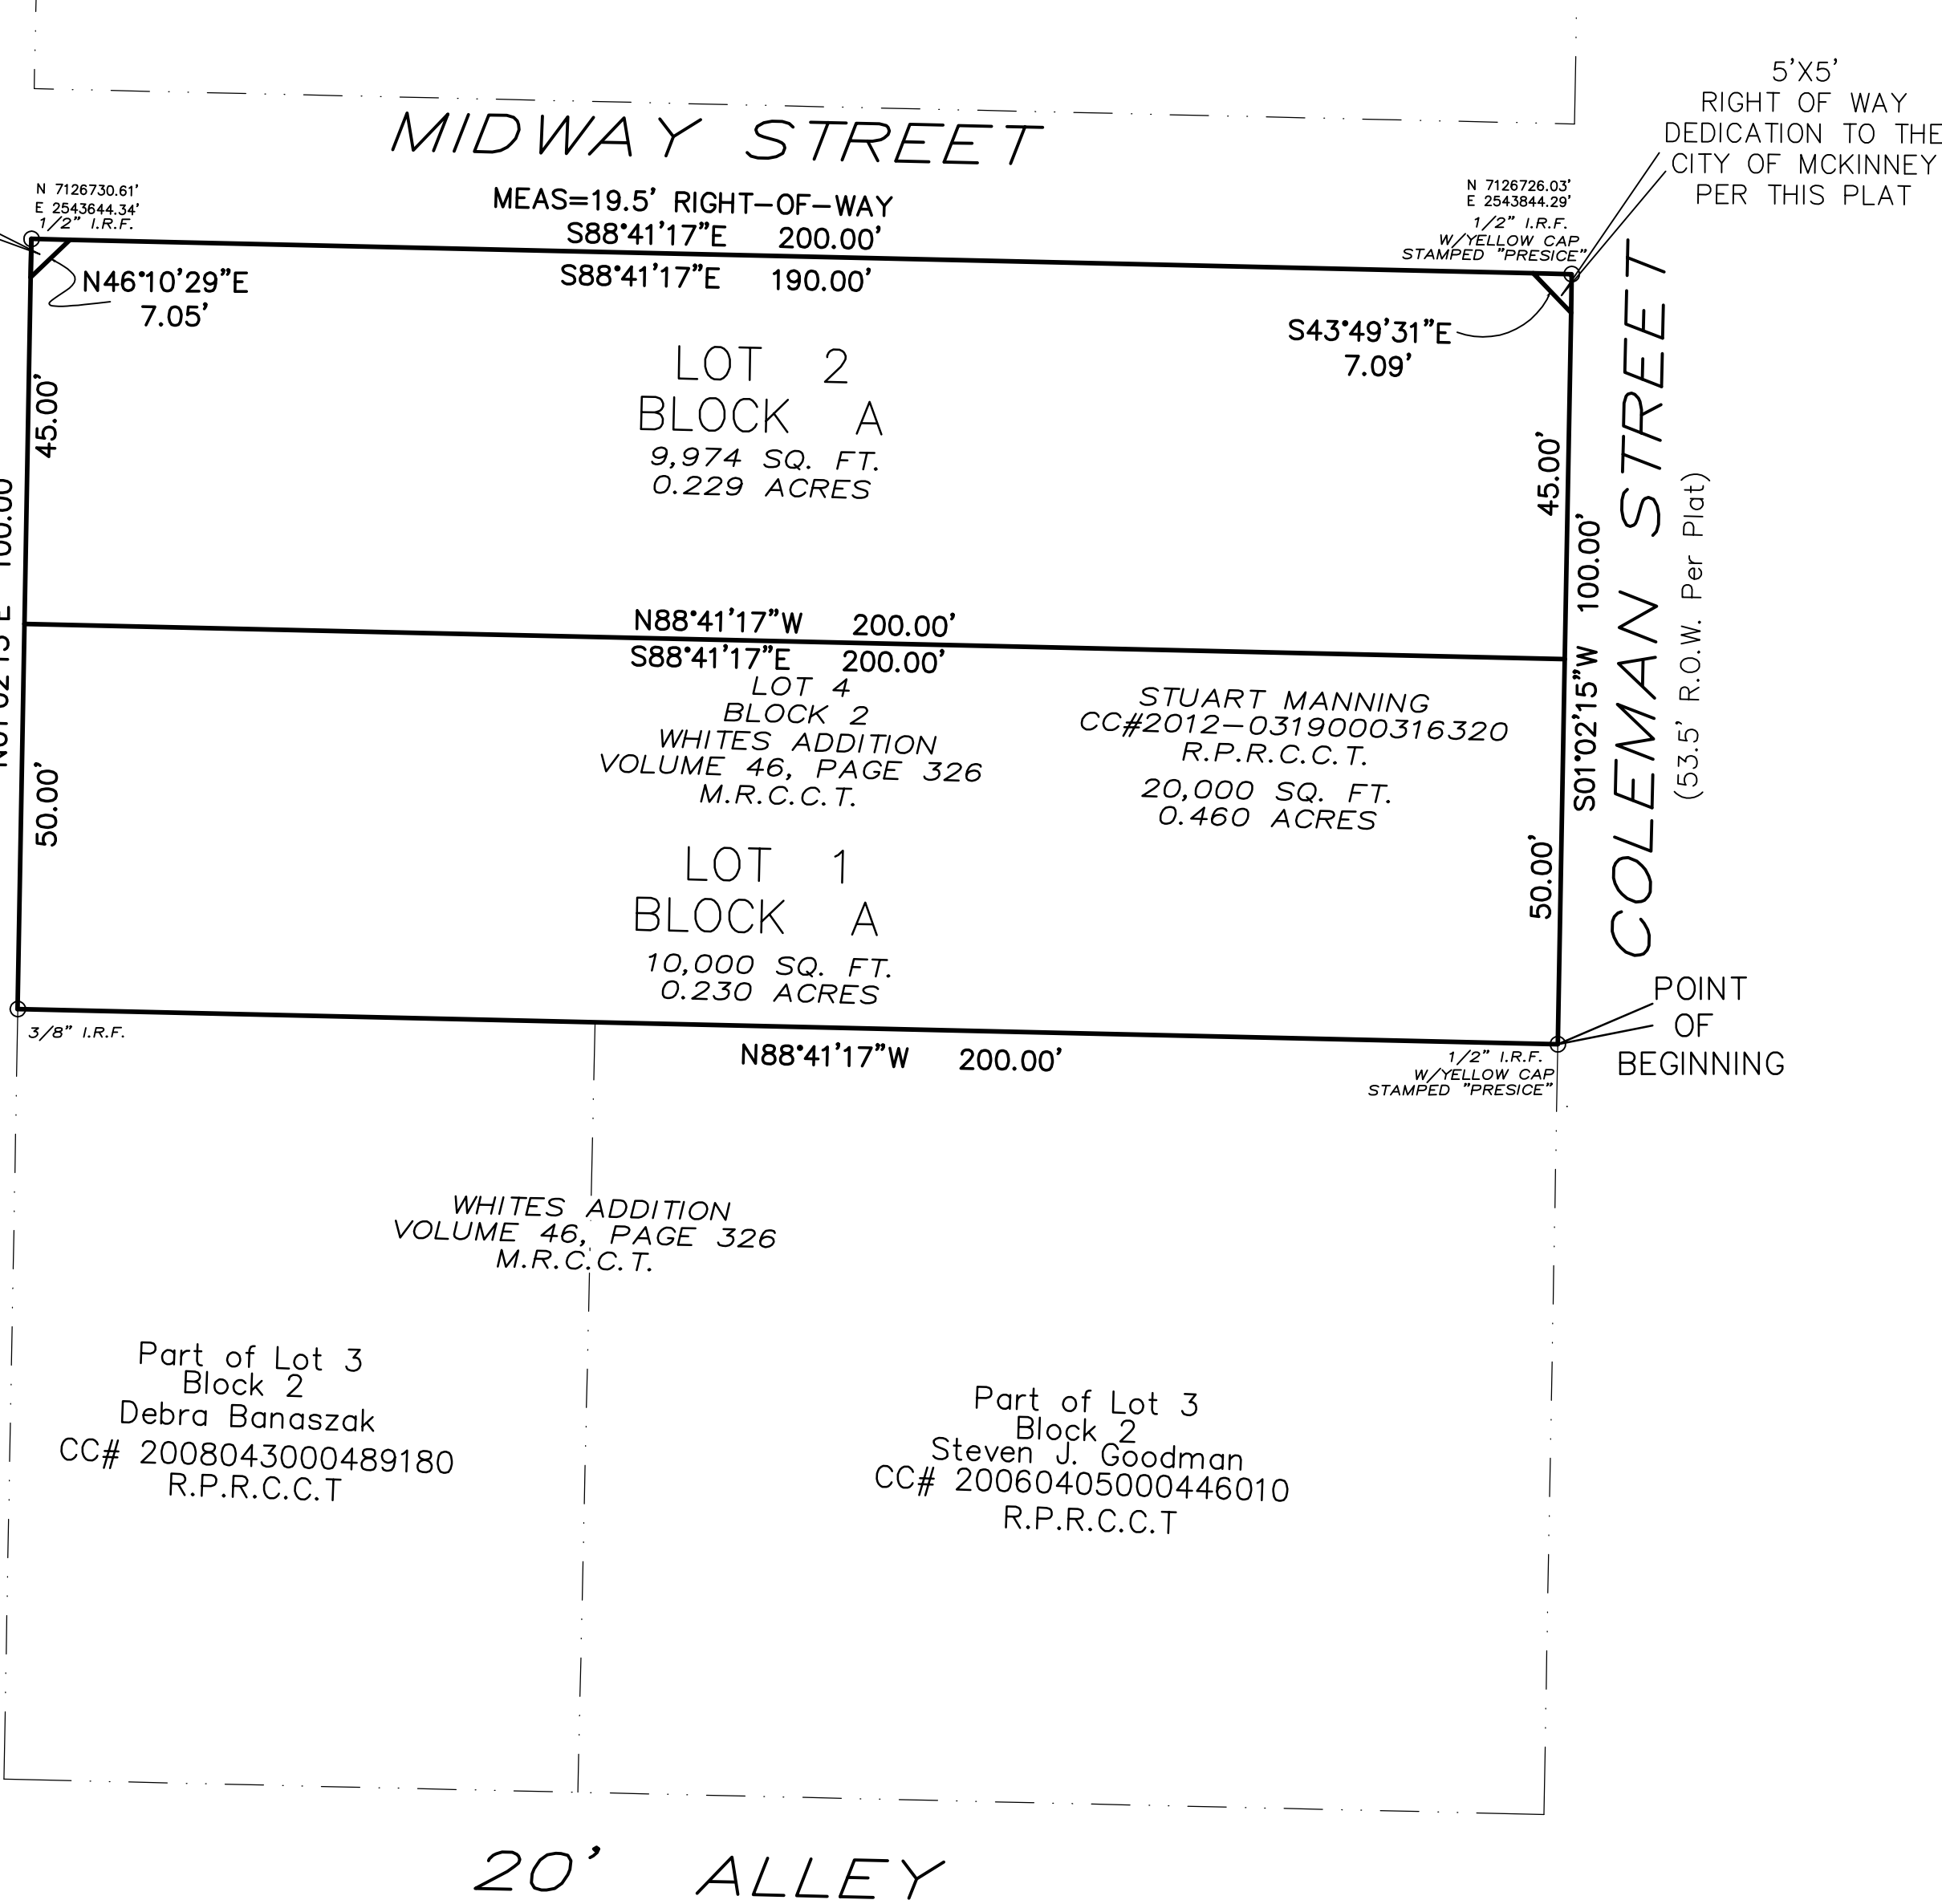 5'X5'
RIGHT OF WAY
DEDICATION TO THE
CITY OF MCKINNEY
PER THIS PLAT
MIDWAY STREET
MEAS=19.5' RIGHT-OF-WAY
N 7126730.61'
E 2543644.34'
1/2" I.R.F.
N 7126726.03'
E 2543844.29'
1/2" I.R.F.
W/YELLOW CAP
STAMPED "PRESICE"
S88°41'17"E 200.00'
S88°41'17"E 190.00'
N46°10'29"E
7.05'
S43°49'31"E
7.09'
LOT 2
BLOCK A
9,974 SQ. FT.
0.229 ACRES
45.00'
45.00'
100.00
S01°02'15"W 100.00'
COLEMAN STREET
(53.5' R.O.W. Per Plat)
N88°41'17"W 200.00'
S88°41'17"E 200.00'
LOT 4
BLOCK 2
WHITES ADDITION
VOLUME 46, PAGE 326
M.R.C.C.T.
STUART MANNING
CC#2012-0319000316320
R.P.R.C.C.T.
20,000 SQ. FT.
0.460 ACRES
50.00'
50.00'
LOT 1
BLOCK A
10,000 SQ. FT.
0.230 ACRES
POINT
OF
BEGINNING
3/8" I.R.F.
N88°41'17"W 200.00'
1/2" I.R.F.
W/YELLOW CAP
STAMPED "PRESICE"
WHITES ADDITION
VOLUME 46, PAGE 326
M.R.C.C.T.
Part of Lot 3
Block 2
Debra Banaszak
CC# 2008043000489180
R.P.R.C.C.T
Part of Lot 3
Block 2
Steven J. Goodman
CC# 20060405000446010
R.P.R.C.C.T
20' ALLEY